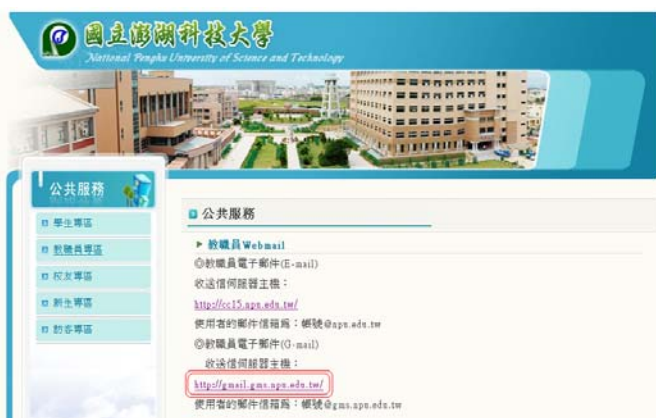 國立澎湖科技大學
National Penghu University of Science and Technology
公共服務
學生專區
教職員專區
校友專區
新生專區
訪客專區
公共服務
教職員Webmail
◎教職員電子郵件(E-mail)
收送信伺服器主機：
http://cc15.npu.edu.tw/
使用者的郵件信箱為：帳號@npu.edu.tw
◎教職員電子郵件(G-mail)
收送信伺服器主機：
http://gmail.gms.npu.edu.tw/
使用者的郵件信箱為：帳號@gms.npu.edu.tw